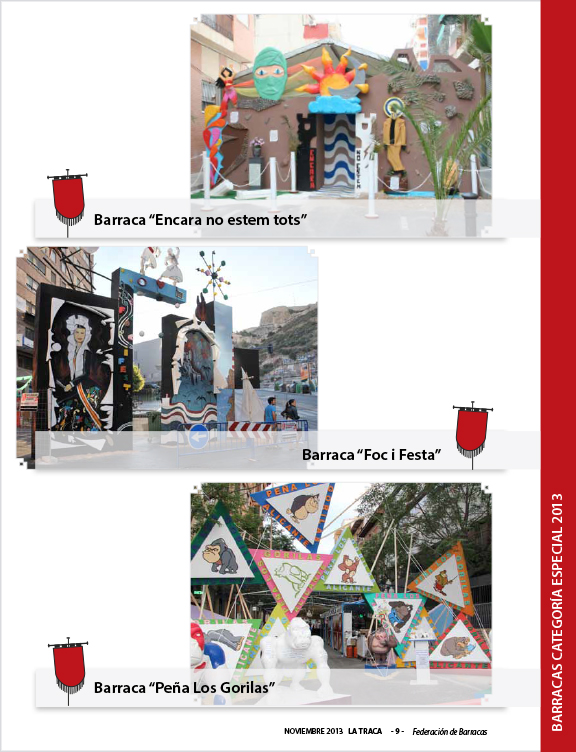 Barraca “Encara no estem tots”
Barraca “Foc i Festa”
Barraca “Peña Los Gorilas”
BARRACAS CATEGORÍA ESPECIAL 2013
NOVIEMBRE 2013 LA TRACA - 9 - Federación de Barracas
GORILAS
ALICANTE